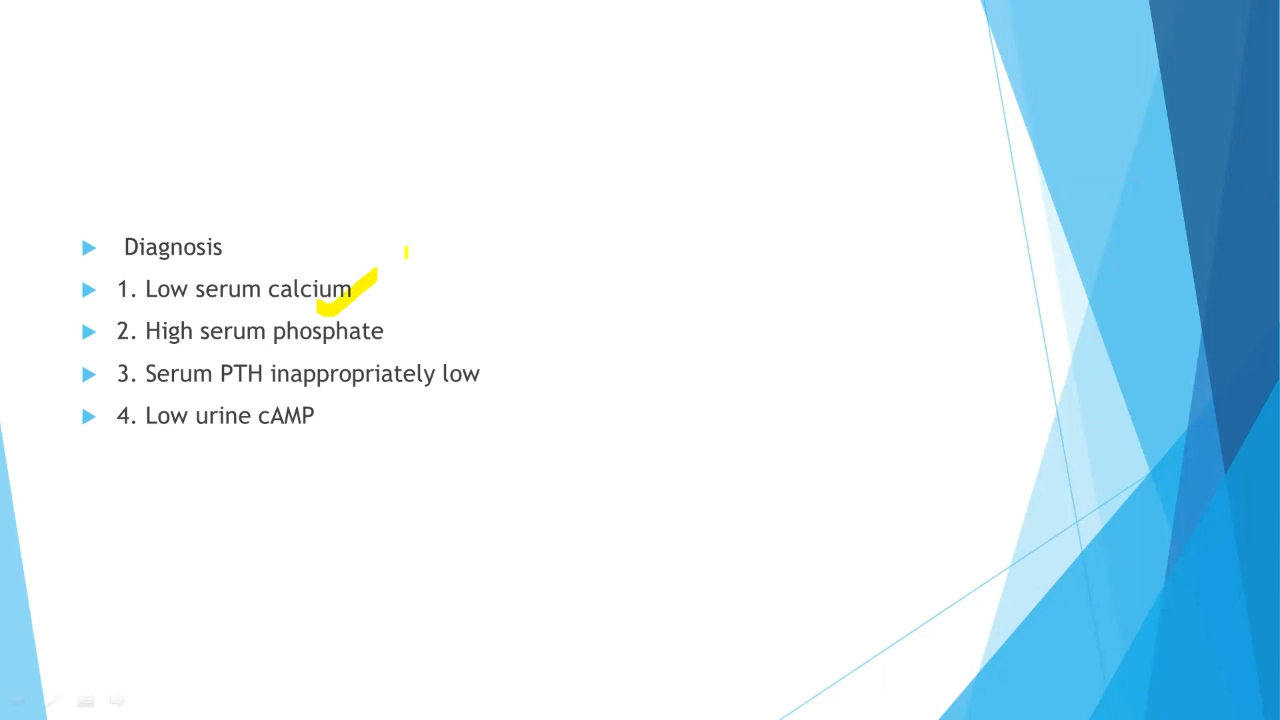 Diagnosis
1. Low serum calcium
2. High serum phosphate
3. Serum PTH inappropriately low
4. Low urine cAMP